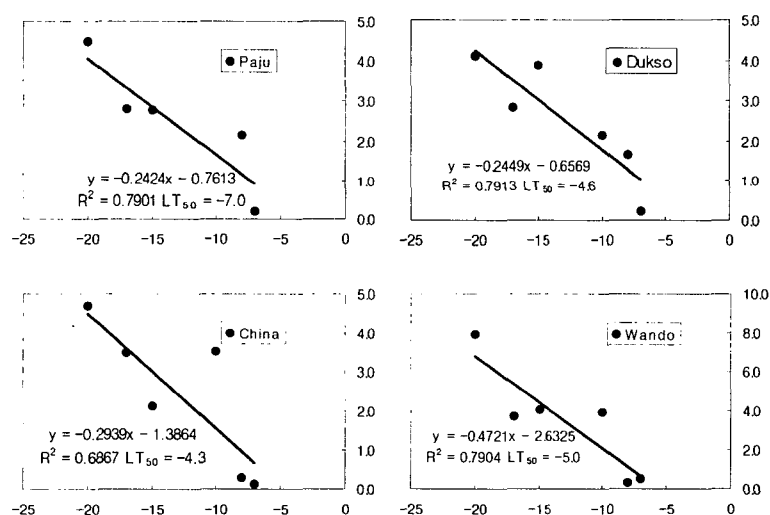 5.0
4.0
3.0
2.0
1.0
0.0
Paju
y = −0.2424x − 0.7613
R² = 0.7901 LT₅₀ = −7.0
−25 −20 −15 −10 −5 0
5.0
4.0
3.0
2.0
1.0
0.0
Dukso
y = −0.2449x − 0.6569
R² = 0.7913 LT₅₀ = −4.6
−25 −20 −15 −10 −5 0
5.0
4.0
3.0
2.0
1.0
0.0
China
y = −0.2939x − 1.3864
R² = 0.6867 LT₅₀ = −4.3
−25 −20 −15 −10 −5 0
10.0
8.0
6.0
4.0
2.0
0.0
Wando
y = −0.4721x − 2.6325
R² = 0.7904 LT₅₀ = −5.0
−25 −20 −15 −10 −5 0